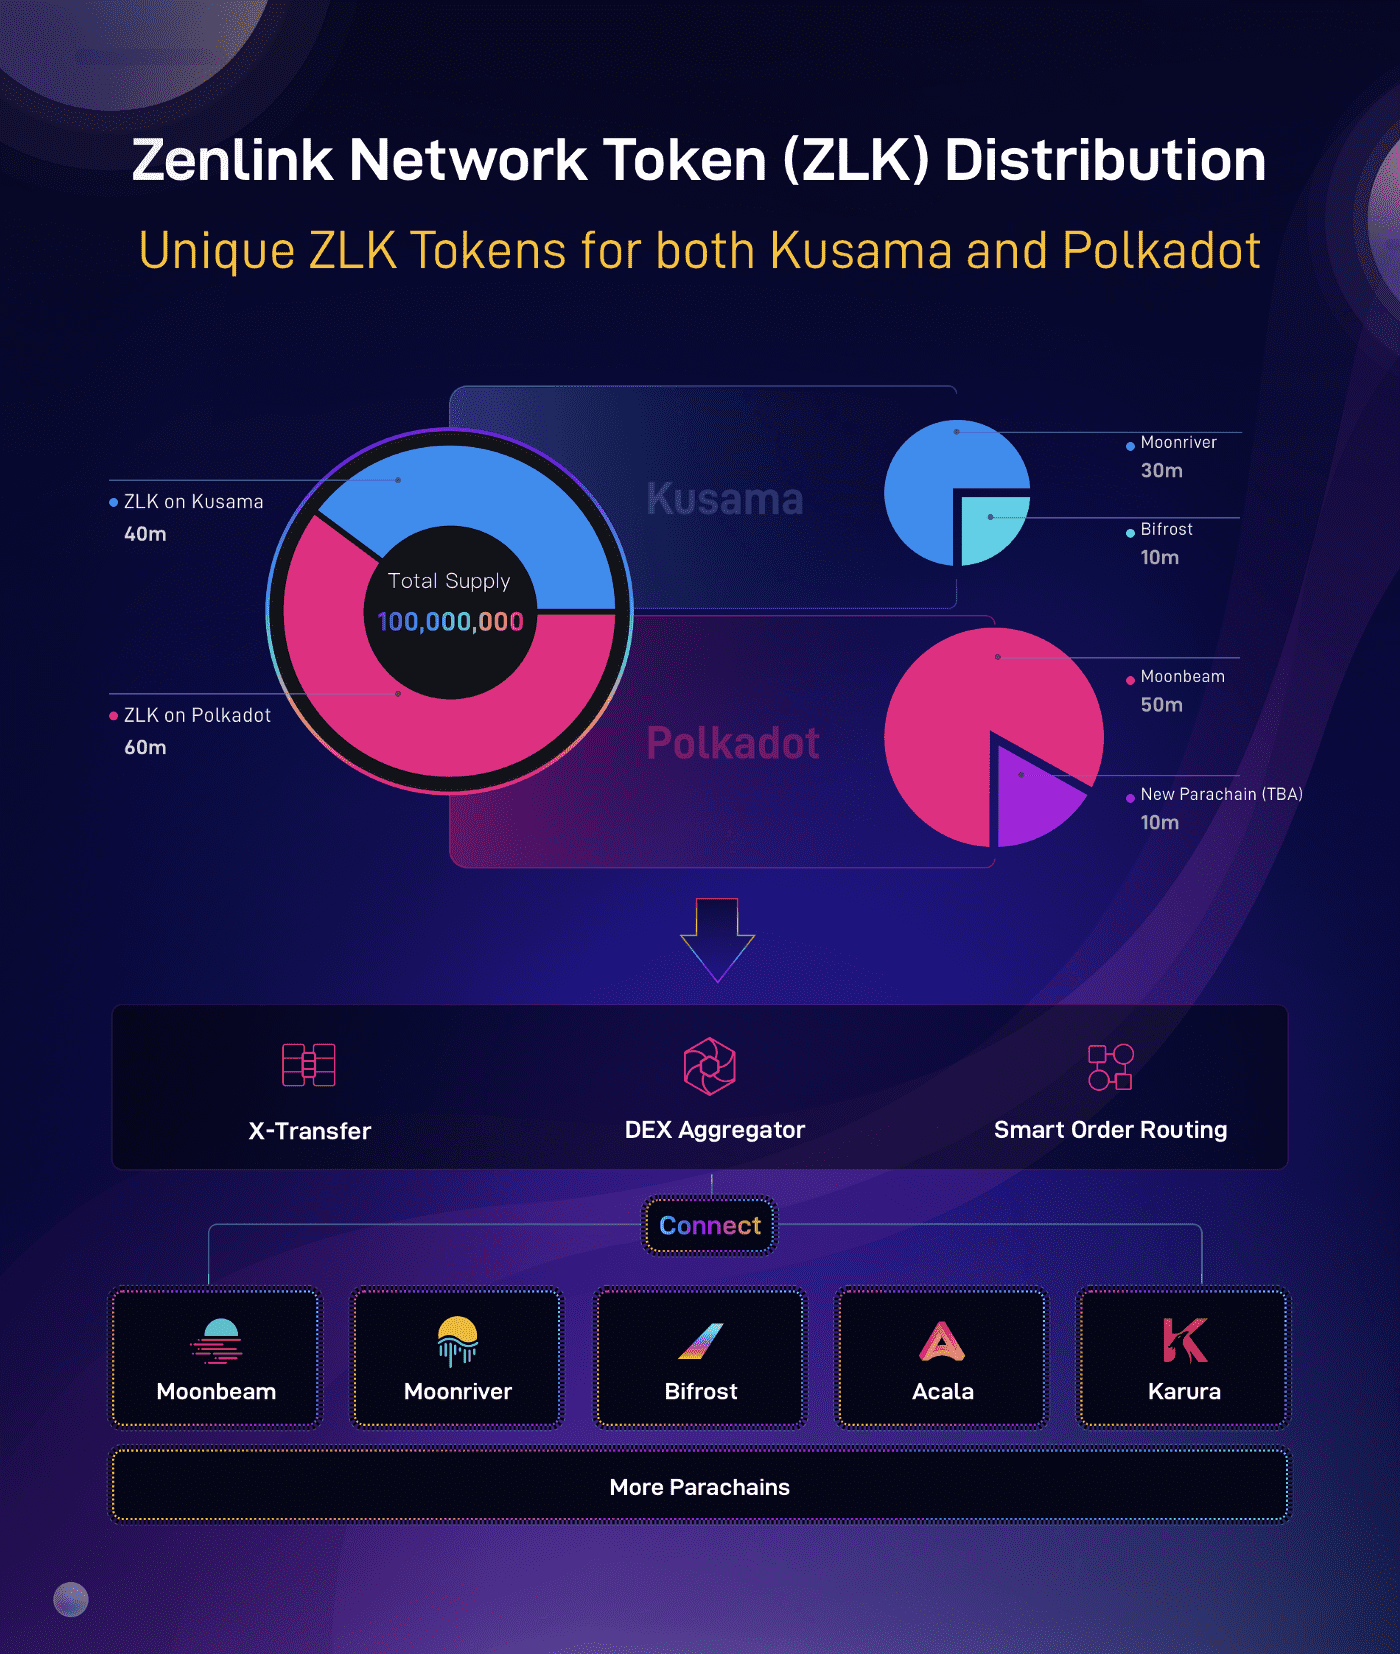 Zenlink Network Token (ZLK) Distribution
Unique ZLK Tokens for both Kusama and Polkadot
ZLK on Kusama
40m
ZLK on Polkadot
60m
Total Supply
100,000,000
Kusama
Polkadot
Moonriver
30m
Bifrost
10m
Moonbeam
50m
New Parachain (TBA)
10m
X-Transfer
DEX Aggregator
Smart Order Routing
Connect
Moonbeam
Moonriver
Bifrost
Acala
Karura
More Parachains